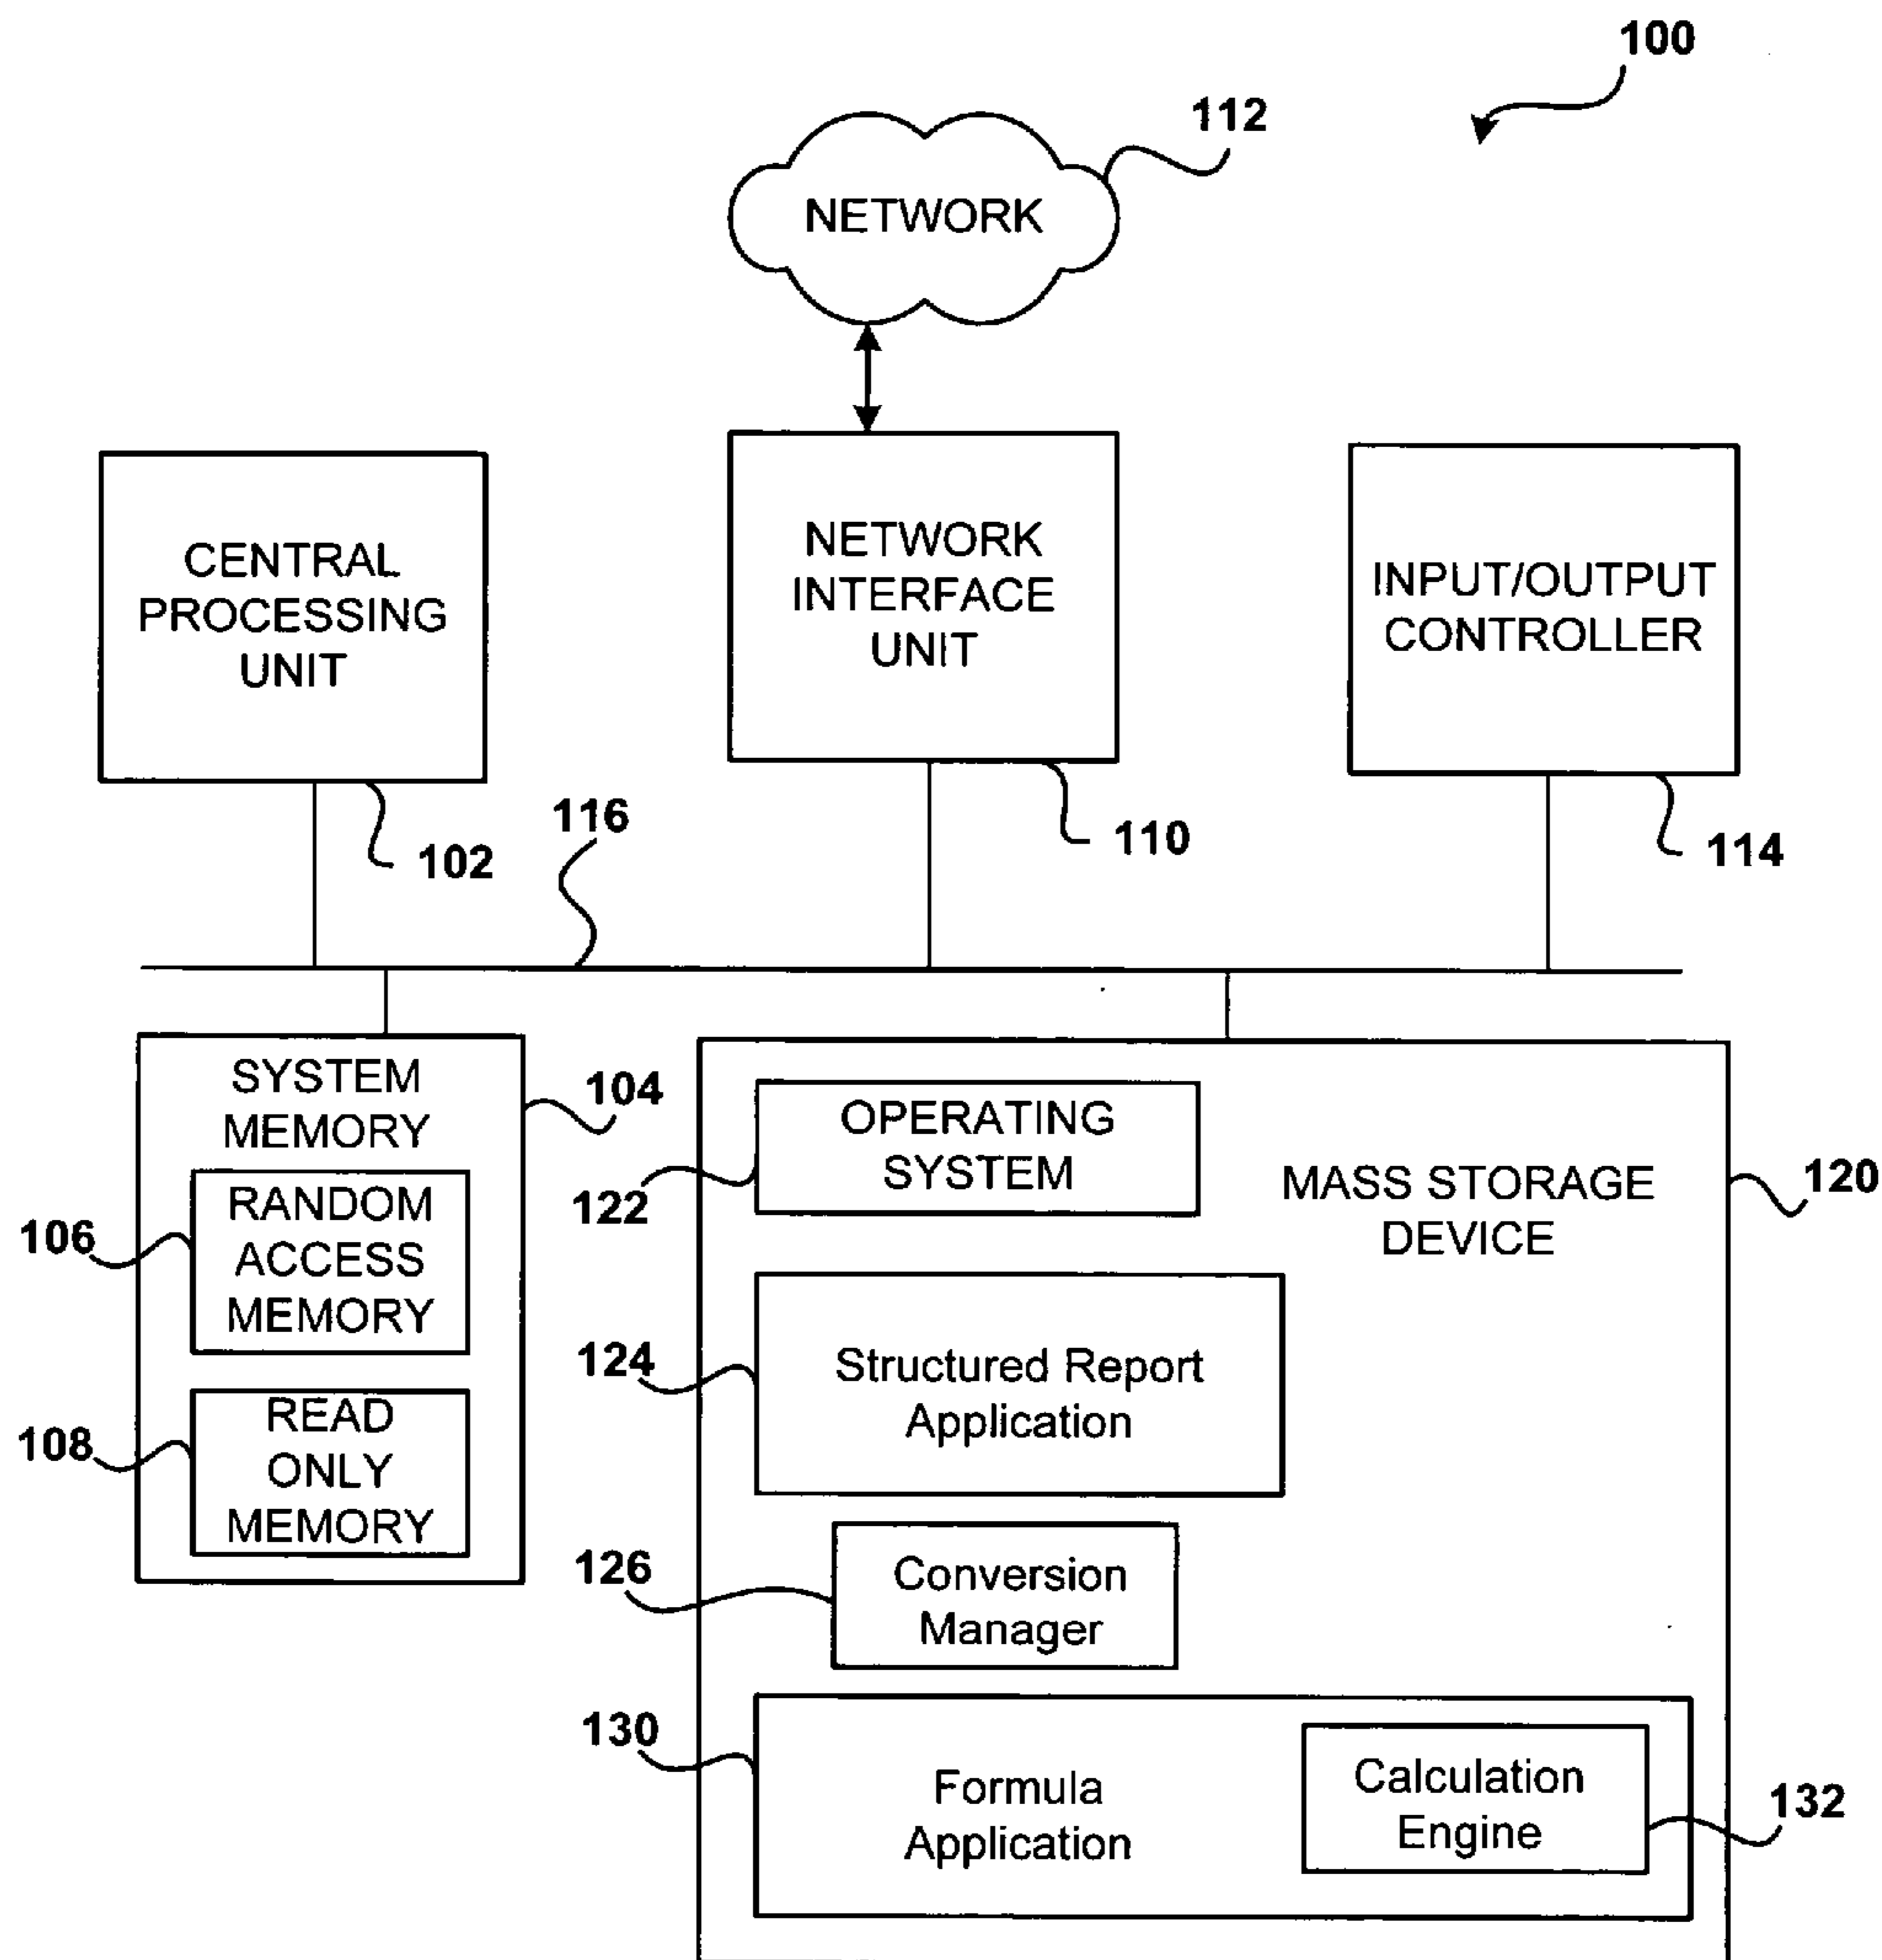 100
112
NETWORK
CENTRAL
PROCESSING
UNIT
NETWORK
INTERFACE
UNIT
INPUT/OUTPUT
CONTROLLER
116
102
110
114
SYSTEM
MEMORY
104
RANDOM
ACCESS
MEMORY
106
READ
ONLY
MEMORY
108
OPERATING
SYSTEM
122
MASS STORAGE
DEVICE
120
Structured Report
Application
124
Conversion
Manager
126
130
Formula
Application
Calculation
Engine
132